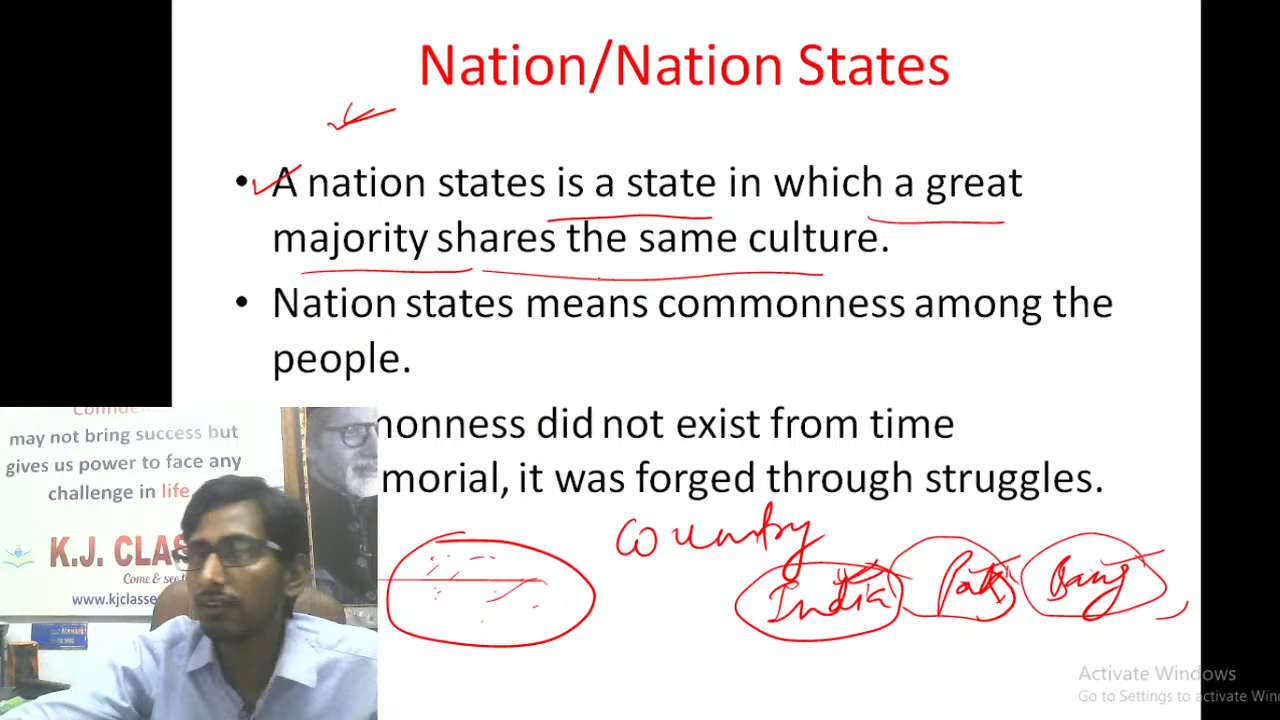 Nation/Nation States
• A nation states is a state in which a great
majority shares the same culture.
• Nation states means commonness among the
people.
monness did not exist from time
morial, it was forged through struggles.
may not bring success but
gives us power to face any
challenge in life
K.J. CLAS
Come & see
www.kjclasse
country
India Pak Bang
Activate Windows
Go to Settings to activate Win